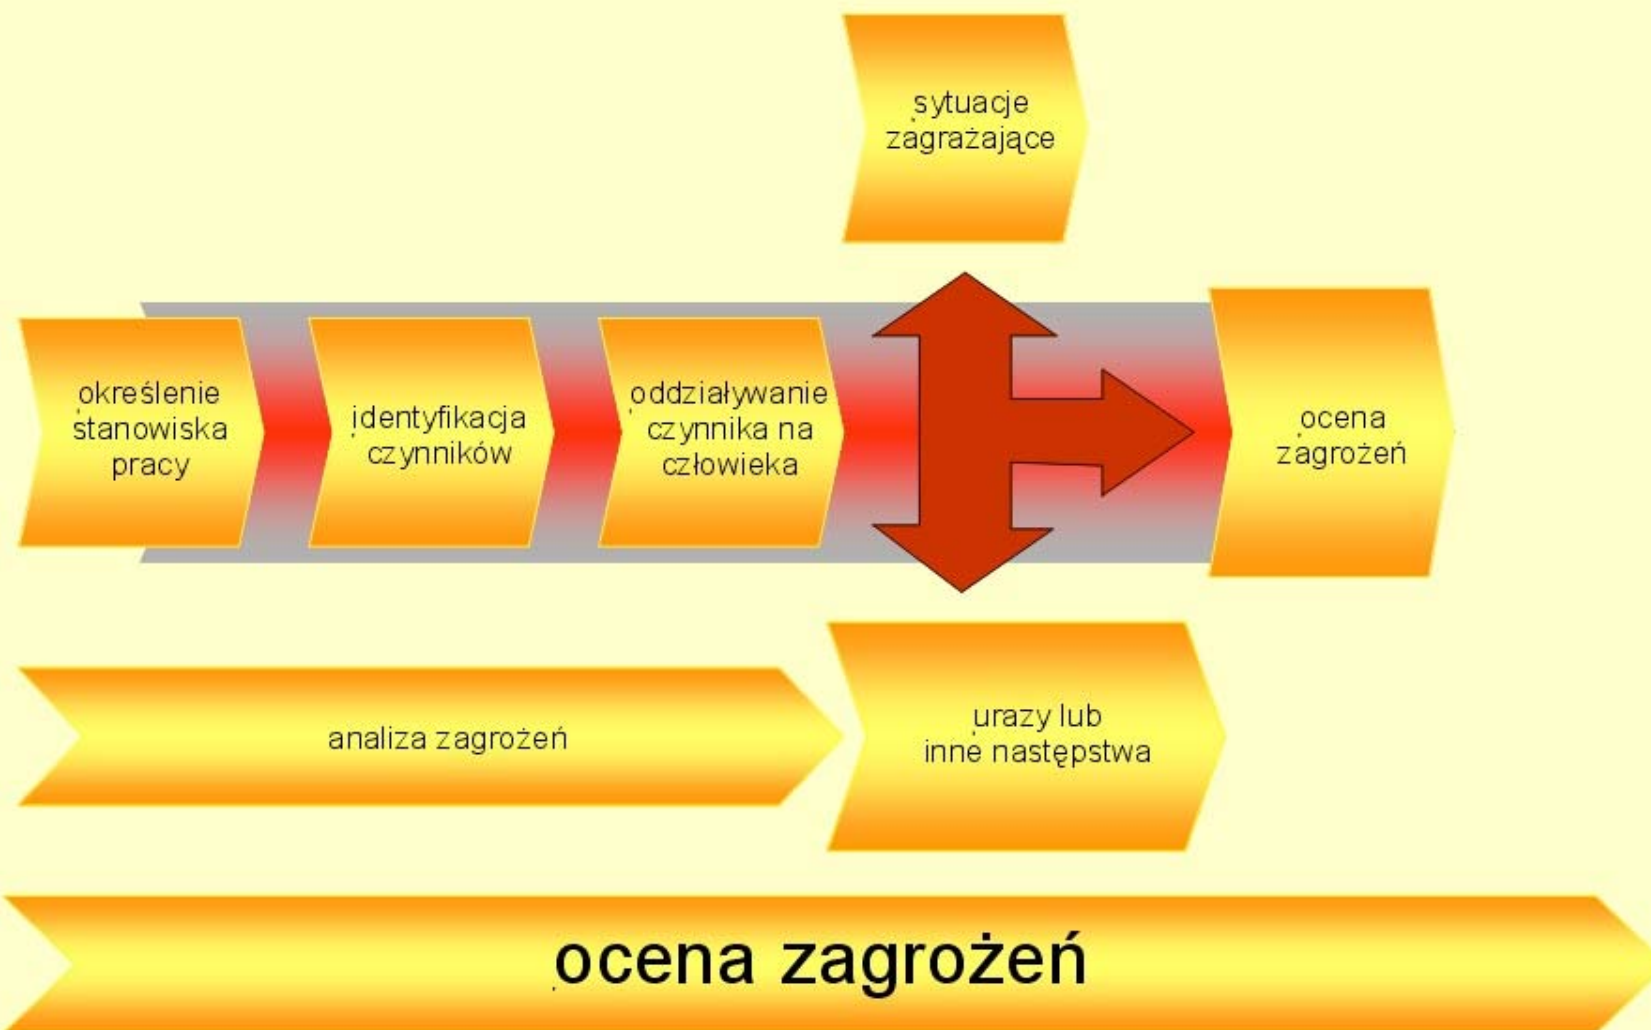 sytuacje
zagrażające
określenie
stanowiska
pracy
identyfikacja
czynników
oddziaływanie
czynnika na
człowieka
ocena
zagrożeń
analiza zagrożeń
urazy lub
inne następstwa
ocena zagrożeń